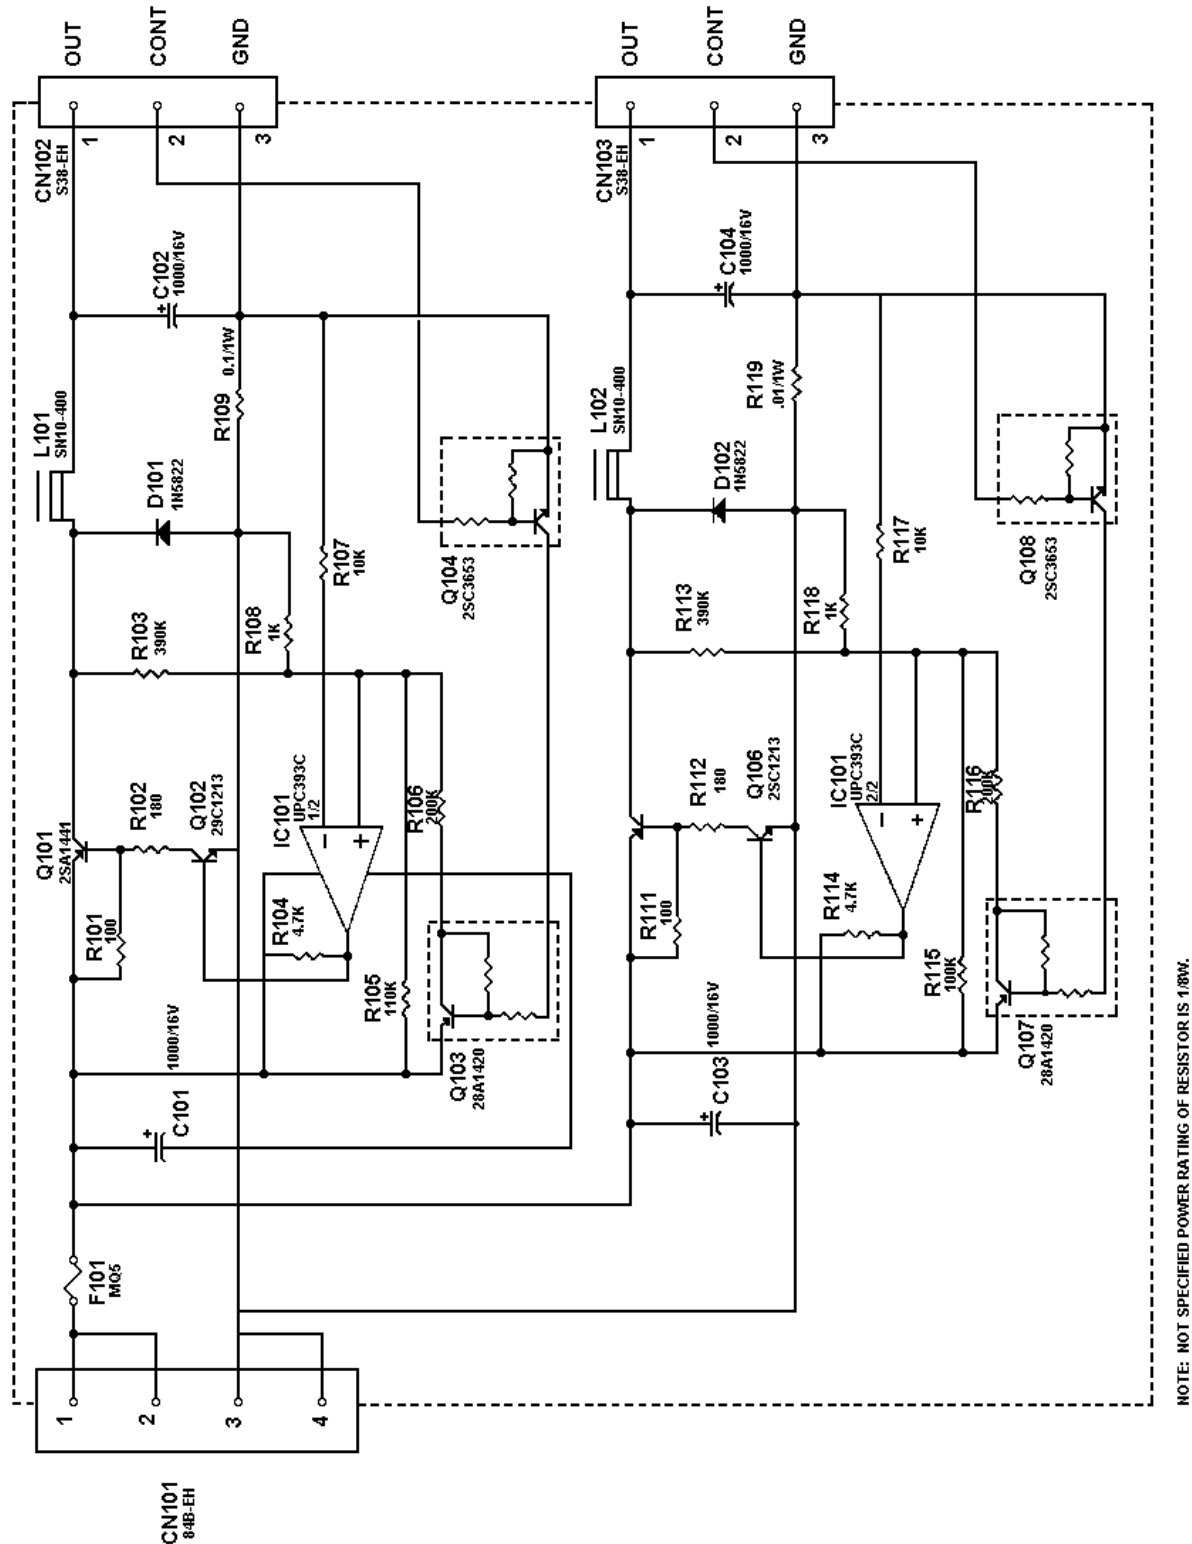 OUT
CONT
GND
1
2
3
CN102
S38-EH
C102
1000/16V
0.1/1W
R109
L101
SN10-400
D101
1N5822
R107
10K
Q104
2SC3653
R108
1K
R103
390K
Q101
2SA1441
R102
180
Q102
29C1213
IC101
UPC393C
1/2
−
+
R106
200K
R101
100
R104
4.7K
R105
110K
Q103
28A1420
1000/16V
C101
F101
MQ5
1
2
3
4
CN101
84B-EH
OUT
CONT
GND
1
2
3
CN103
S38-EH
C104
1000/16V
R119
.01/1W
L102
SN10-400
D102
1N5822
R117
10K
Q108
2SC3653
R113
390K
R118
1K
R112
180
Q106
2SC1213
IC101
UPC393C
2/2
−
+
R116
200K
R111
100
R114
4.7K
R115
100K
Q107
28A1420
1000/16V
C103
NOTE: NOT SPECIFIED POWER RATING OF RESISTOR IS 1/8W.